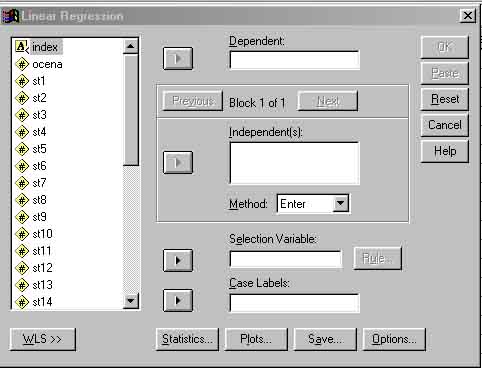 Linear Regression
index
ocena
st1
st2
st3
st4
st5
st6
st7
st8
st9
st10
st11
st12
st13
st14
WLS >>
Dependent:
Previous
Block 1 of 1
Next
Independent(s):
Method:
Enter
Selection Variable:
Rule...
Case Labels:
Statistics...
Plots...
Save...
Options...
OK
Paste
Reset
Cancel
Help